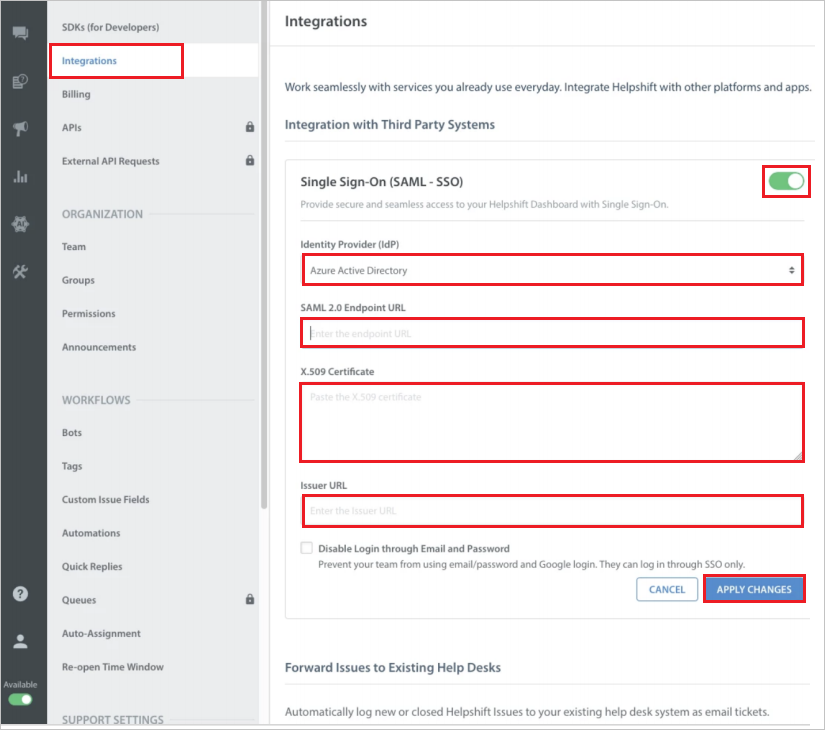 SDKs (for Developers)
Integrations
Billing
APIs
External API Requests
ORGANIZATION
Team
Groups
Permissions
Announcements
WORKFLOWS
Bots
Tags
Custom Issue Fields
Automations
Quick Replies
Queues
Auto-Assignment
Re-open Time Window
SUPPORT SETTINGS
Available
Integrations
Work seamlessly with services you already use everyday. Integrate Helpshift with other platforms and apps.
Integration with Third Party Systems
Single Sign-On (SAML - SSO)
Provide secure and seamless access to your Helpshift Dashboard with Single Sign-On.
Identity Provider (IdP)
Azure Active Directory
SAML 2.0 Endpoint URL
Enter the endpoint URL
X.509 Certificate
Paste the X.509 certificate
Issuer URL
Enter the Issuer URL
Disable Login through Email and Password
Prevent your team from using email/password and Google login. They can log in through SSO only.
CANCEL
APPLY CHANGES
Forward Issues to Existing Help Desks
Automatically log new or closed Helpshift Issues to your existing help desk system as email tickets.